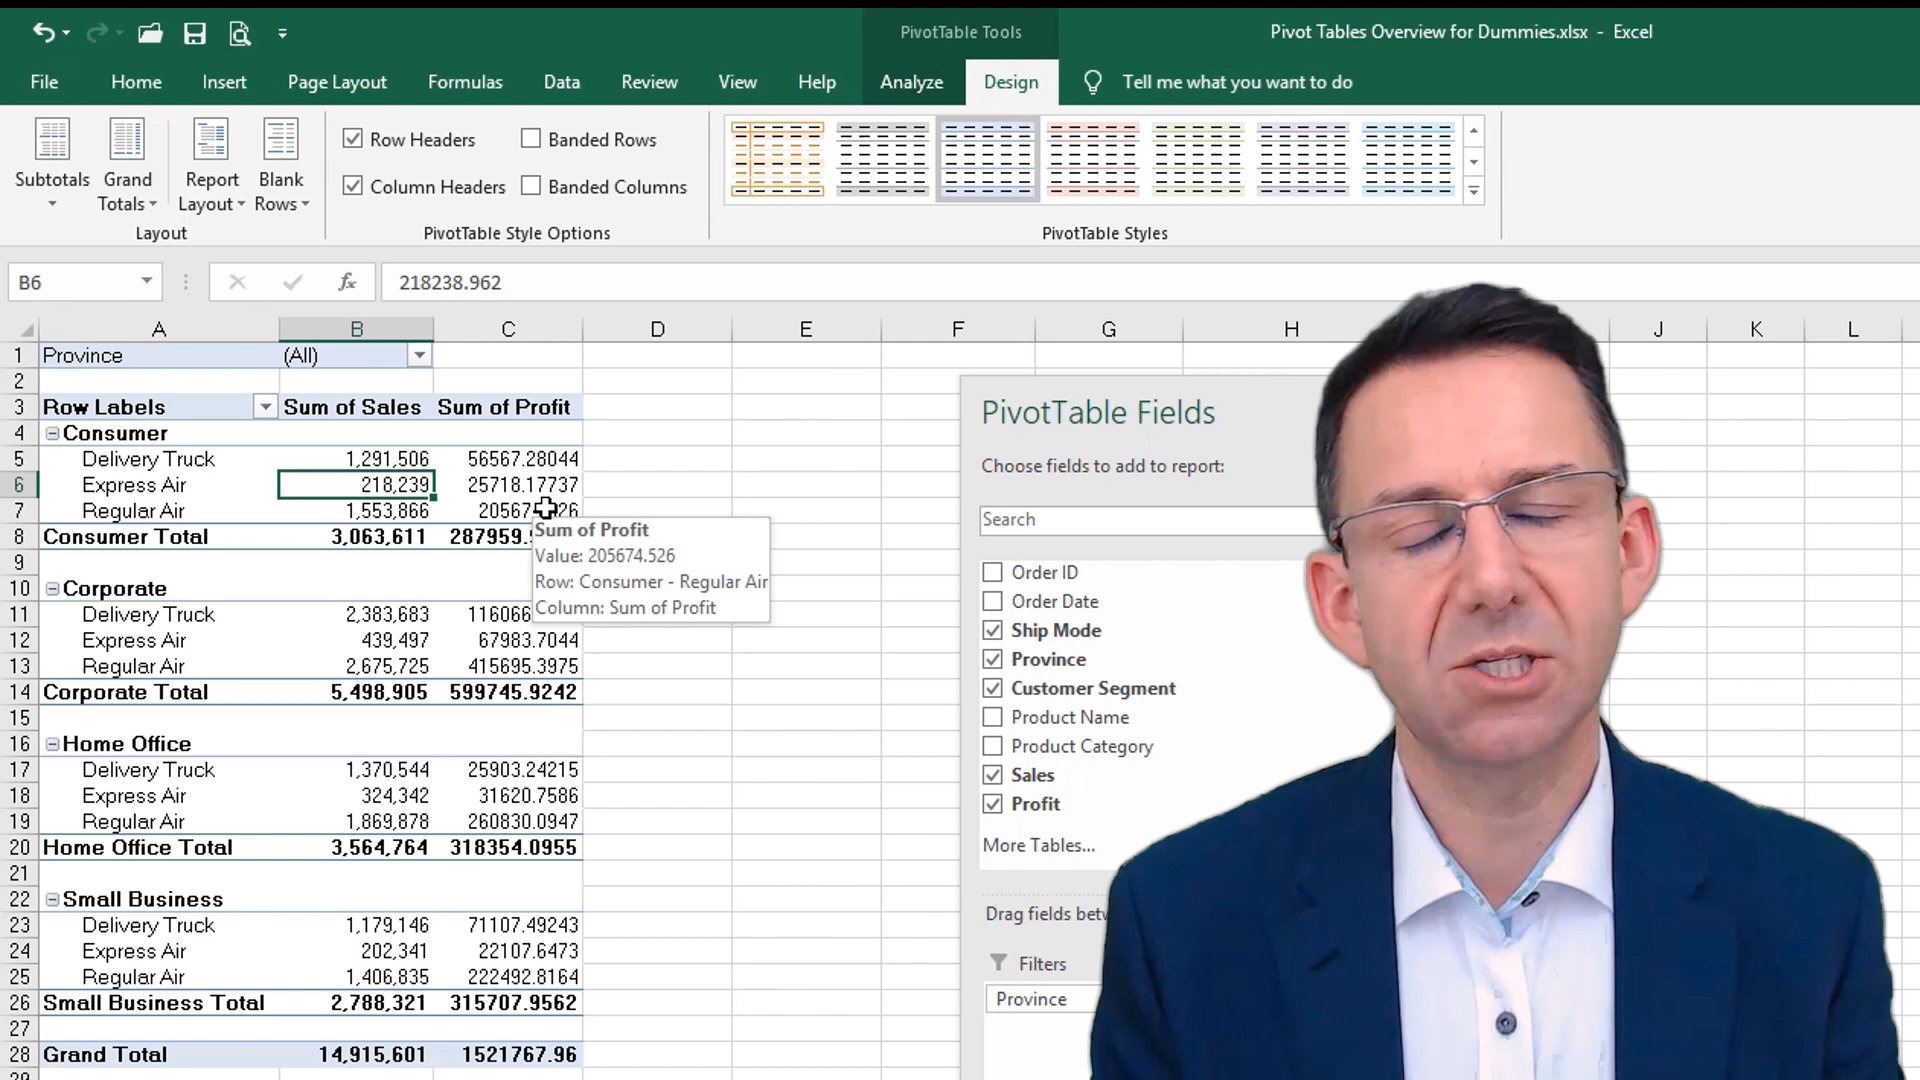 PivotTable Tools
Pivot Tables Overview for Dummies.xlsx - Excel
File Home Insert Page Layout Formulas Data Review View Help Analyze Design Tell me what you want to do
Subtotals
Grand Totals
Report Layout
Blank Rows
Row Headers
Banded Rows
Column Headers
Banded Columns
Layout
PivotTable Style Options
PivotTable Styles
B6 fx 218238.962
A B C D E F G H J K L
1 Province (All)
2
3 Row Labels Sum of Sales Sum of Profit
4 Consumer
5 Delivery Truck 1,291,506 56567.28044
6 Express Air 218,239 25718.17737
7 Regular Air 1,553,866
8 Consumer Total 3,063,611
9
10 Corporate
11 Delivery Truck 2,383,683
12 Express Air 439,497 67983.7044
13 Regular Air 2,675,725 415695.3975
14 Corporate Total 5,498,905 599745.9242
15
16 Home Office
17 Delivery Truck 1,370,544 25903.24215
18 Express Air 324,342 31620.7586
19 Regular Air 1,869,878 260830.0947
20 Home Office Total 3,564,764 318354.0955
21
22 Small Business
23 Delivery Truck 1,179,146 71107.49243
24 Express Air 202,341 22107.6473
25 Regular Air 1,406,835 222492.8164
26 Small Business Total 2,788,321 315707.9562
27
28 Grand Total 14,915,601 1521767.96
Sum of Profit
Value: 205674.526
Row: Consumer - Regular Air
Column: Sum of Profit
PivotTable Fields
Choose fields to add to report:
Search
Order ID
Order Date
Ship Mode
Province
Customer Segment
Product Name
Product Category
Sales
Profit
More Tables...
Drag fields
Filters
Province